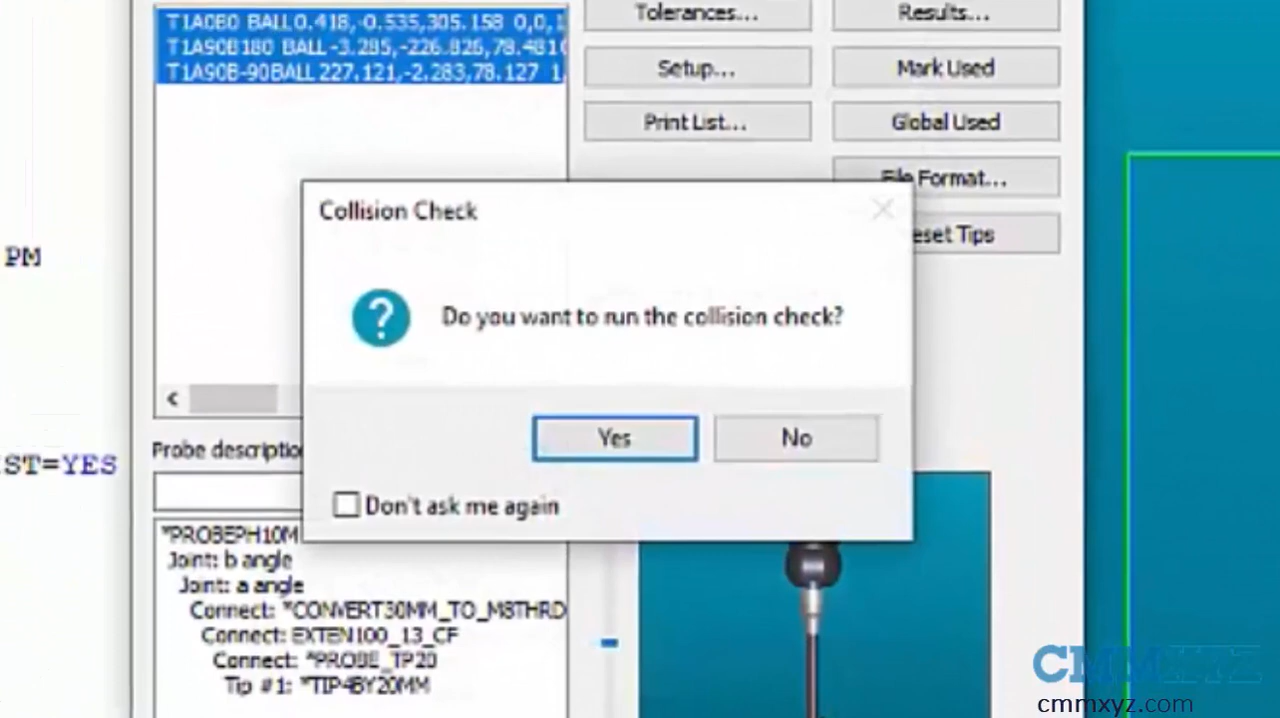 T1A0B0 BALL 0.418,-0.535,305.158 0,0,1
T1A90B180 BALL -3.285,-226.826,78.481
T1A90B-90 BALL 227.121,-2.283,78.127 1,
Tolerances...
Results...
Setup...
Mark Used
Print List...
Global Used
File Format...
eset Tips
Collision Check
Do you want to run the collision check?
Yes
No
Don't ask me again
PM
ST=YES
Probe descriptio
*PROBEPH10M
Joint: b angle
Joint: a angle
Connect: *CONVERT30MM_TO_M8THRD
Connect: EXTEN100_13_CF
Connect: *PROBE_TP20
Tip #1: *TIP4BY20MM
CMMXYZ
cmmxyz.com